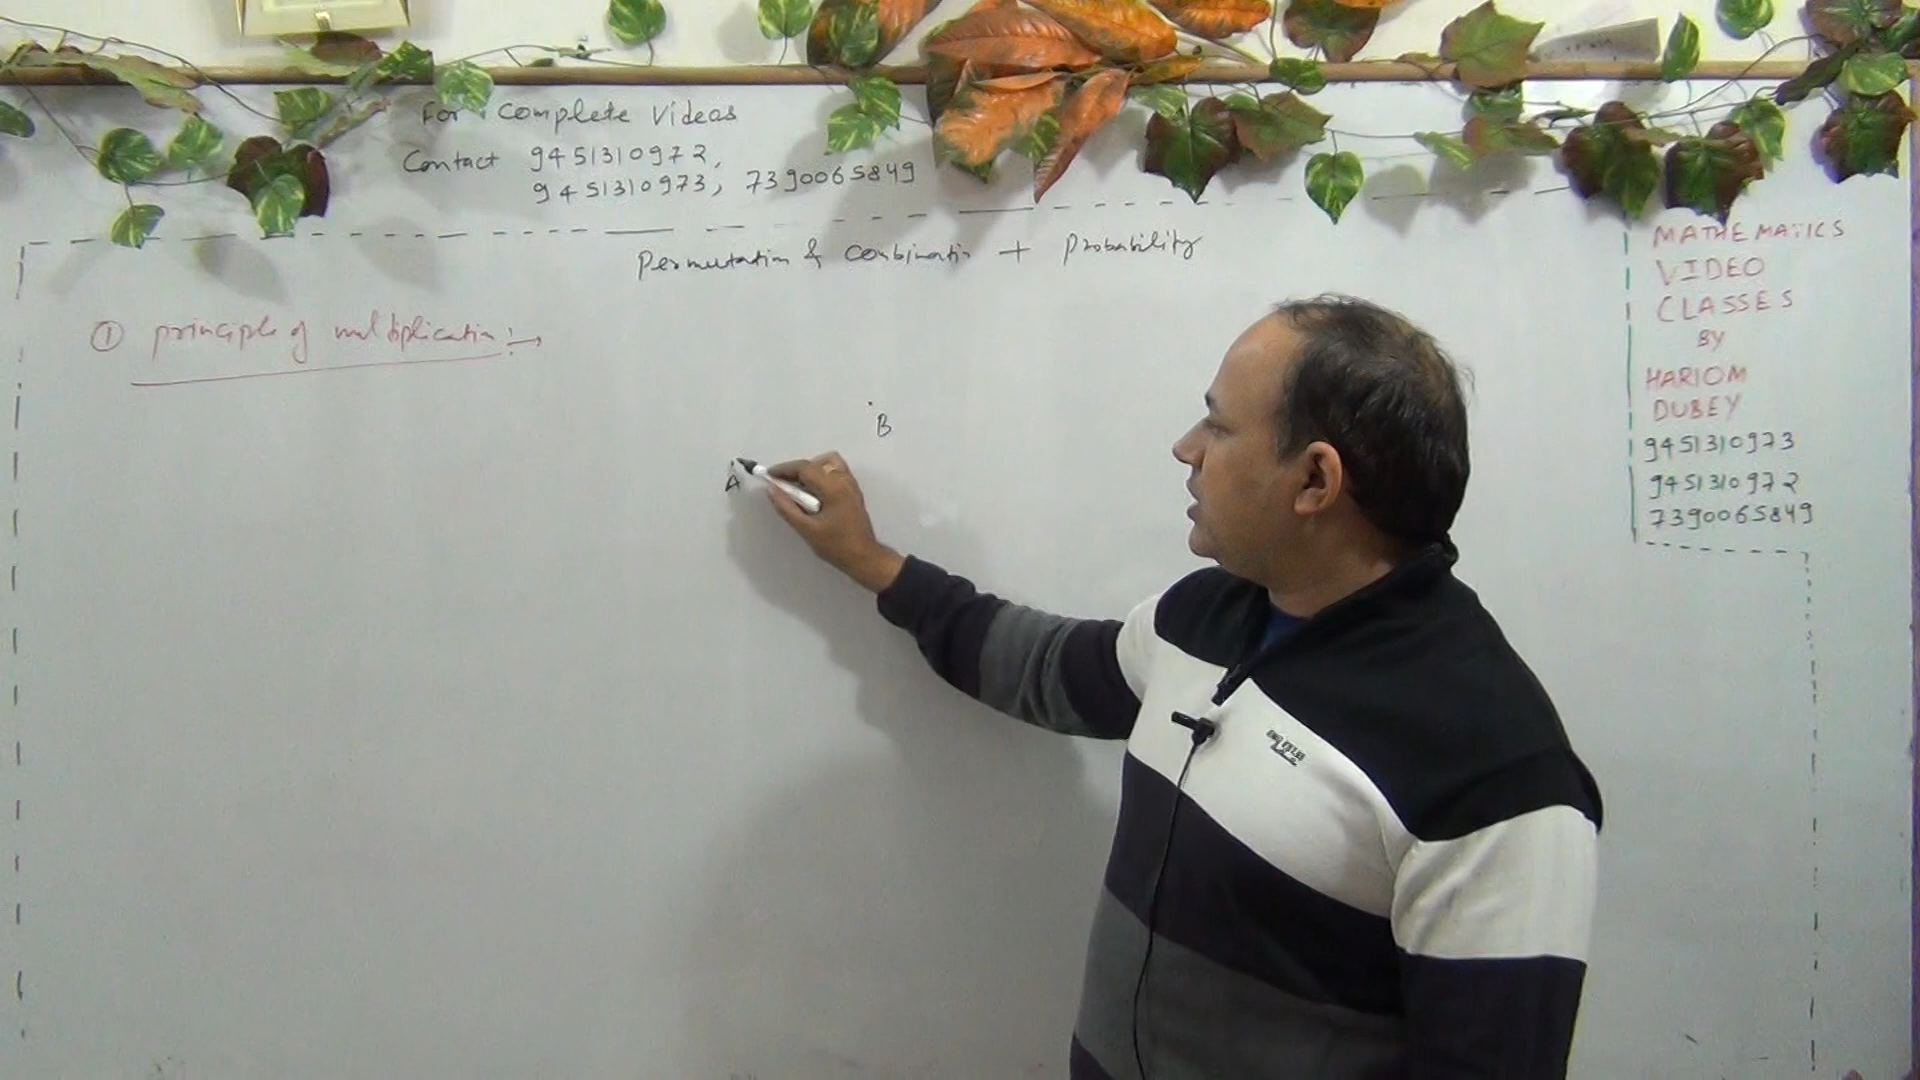 For Complete Videos
Contact 9451310972,
9451310973, 7390065849
Permutation & Combination + Probability
① principle of multiplication :→
B
A
MATHEMATICS
VIDEO
CLASSES
BY
HARIOM
DUBEY
9451310973
9451310972
7390065849